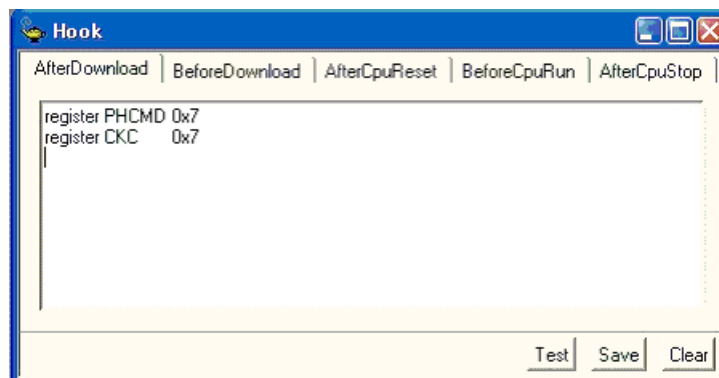 Hook
AfterDownload BeforeDownload AfterCpuReset BeforeCpuRun AfterCpuStop
register PHCMD 0x7
register CKC 0x7
Test Save Clear